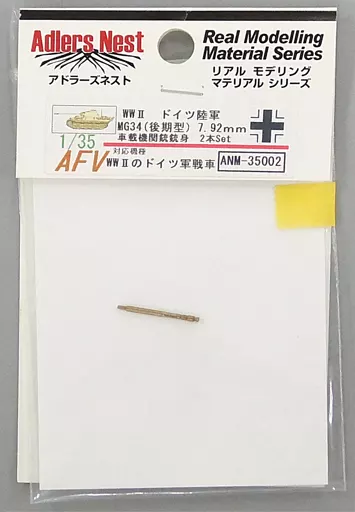 Adlers Nest
アドラーズネスト
Real Modelling
Material Series
リアル モデリング
マテリアル シリーズ
WWⅡ ドイツ陸軍
MG34(後期型) 7.92mm
車載機関銃銃身 2本Set
1/35
AFV
対応機種
WWⅡのドイツ軍戦車
ANM-35002